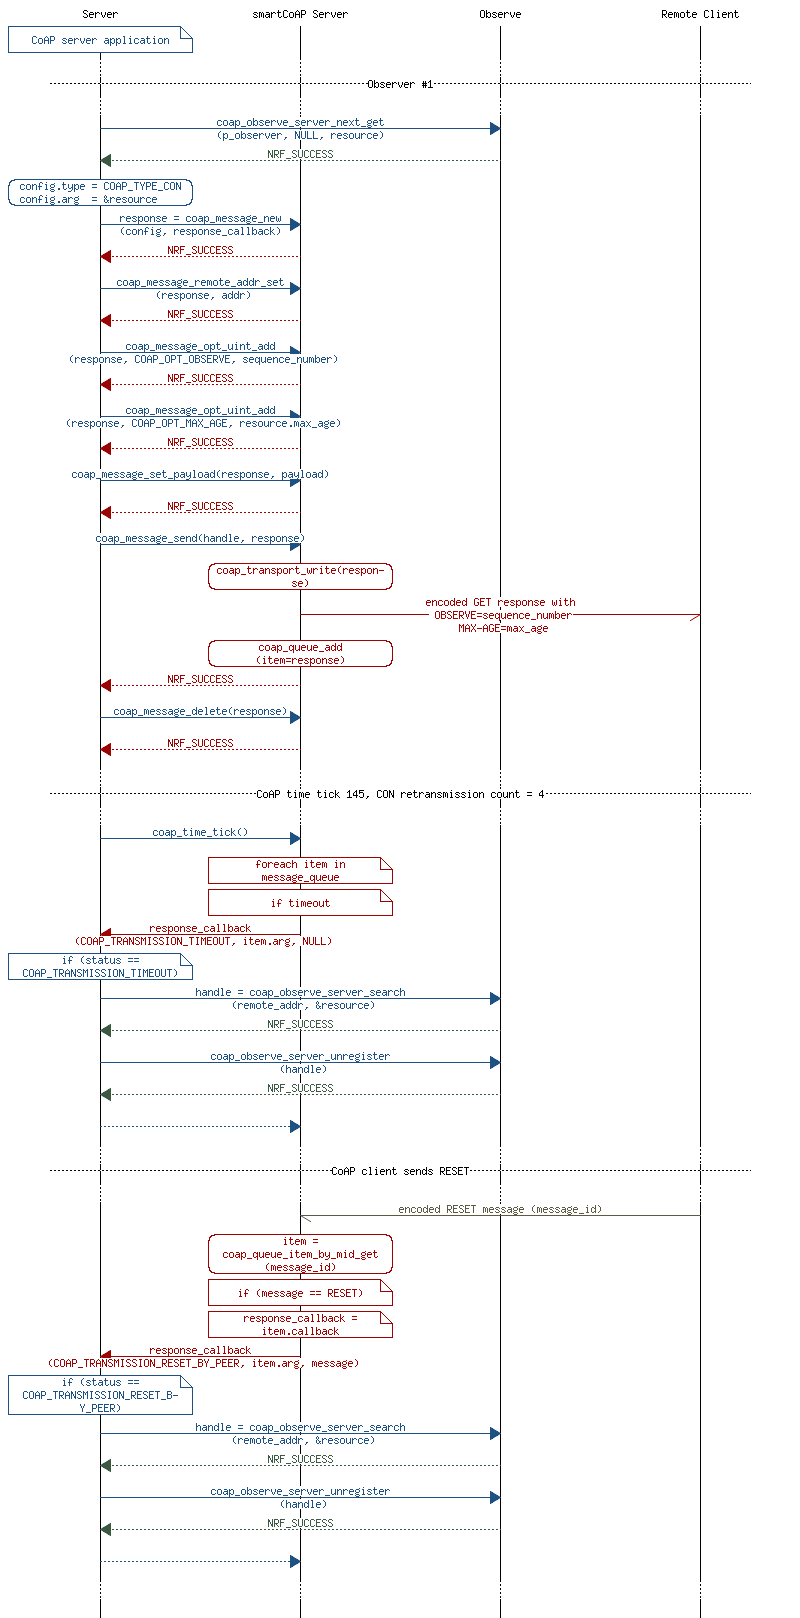 Server smartCoAP Server Observe Remote Client
CoAP server application
Observer #1
coap_observe_server_next_get
(p_observer, NULL, resource)
NRF_SUCCESS
config.type = COAP_TYPE_CON
config.arg  = &resource
response = coap_message_new
(config, response_callback)
NRF_SUCCESS
coap_message_remote_addr_set
(response, addr)
NRF_SUCCESS
coap_message_opt_uint_add
(response, COAP_OPT_OBSERVE, sequence_number)
NRF_SUCCESS
coap_message_opt_uint_add
(response, COAP_OPT_MAX_AGE, resource.max_age)
NRF_SUCCESS
coap_message_set_payload(response, payload)
NRF_SUCCESS
coap_message_send(handle, response)
coap_transport_write(respon-
se)
encoded GET response with
OBSERVE=sequence_number
MAX-AGE=max_age
coap_queue_add
(item=response)
NRF_SUCCESS
coap_message_delete(response)
NRF_SUCCESS
CoAP time tick 145, CON retransmission count = 4
coap_time_tick()
foreach item in
message_queue
if timeout
response_callback
(COAP_TRANSMISSION_TIMEOUT, item.arg, NULL)
if (status ==
COAP_TRANSMISSION_TIMEOUT)
handle = coap_observe_server_search
(remote_addr, &resource)
NRF_SUCCESS
coap_observe_server_unregister
(handle)
NRF_SUCCESS
CoAP client sends RESET
encoded RESET message (message_id)
item =
coap_queue_item_by_mid_get
(message_id)
if (message == RESET)
response_callback =
item.callback
response_callback
(COAP_TRANSMISSION_RESET_BY_PEER, item.arg, message)
if (status ==
COAP_TRANSMISSION_RESET_B-
Y_PEER)
handle = coap_observe_server_search
(remote_addr, &resource)
NRF_SUCCESS
coap_observe_server_unregister
(handle)
NRF_SUCCESS